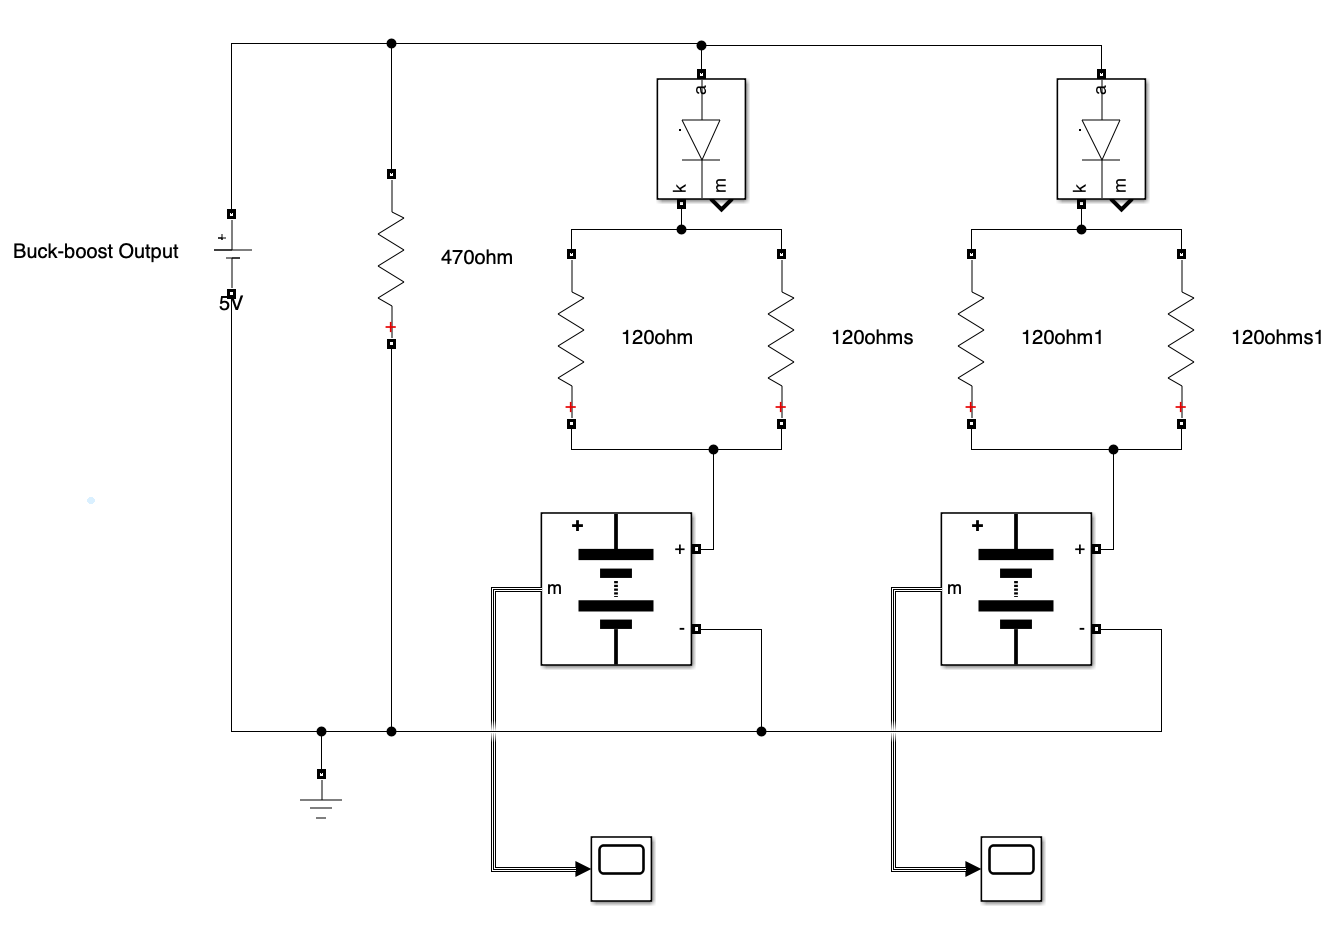 a
a
k
m
k
m
+
Buck-boost Output
5V
470ohm
+
120ohm
120ohms
120ohm1
120ohms1
+
+
+
+
+
+
+
+
m
m
-
-